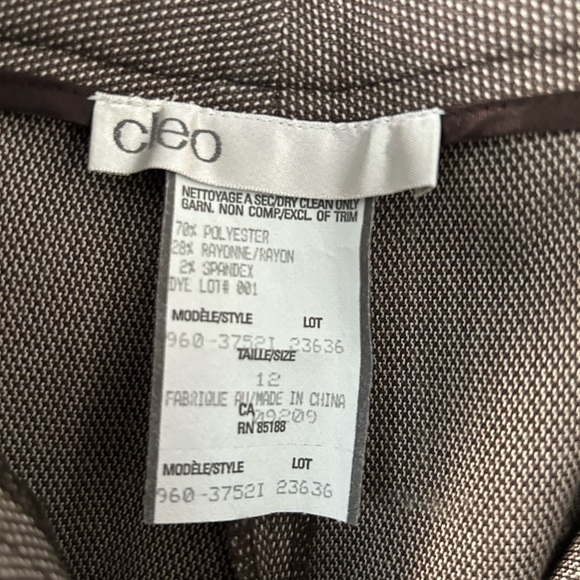 cleo
NETTOYAGE A SEC/DRY CLEAN ONLY
GARN. NON COMP/EXCL. OF TRIM
70% POLYESTER
28% RAYONNE/RAYON
2% SPANDEX
DYE LOT# 001
MODÈLE/STYLE LOT
960-3752I 23636
TAILLE/SIZE
12
FABRIQUE AU/MADE IN CHINA
CA 09209
RN 85188
MODÈLE/STYLE LOT
960-3752I 23636